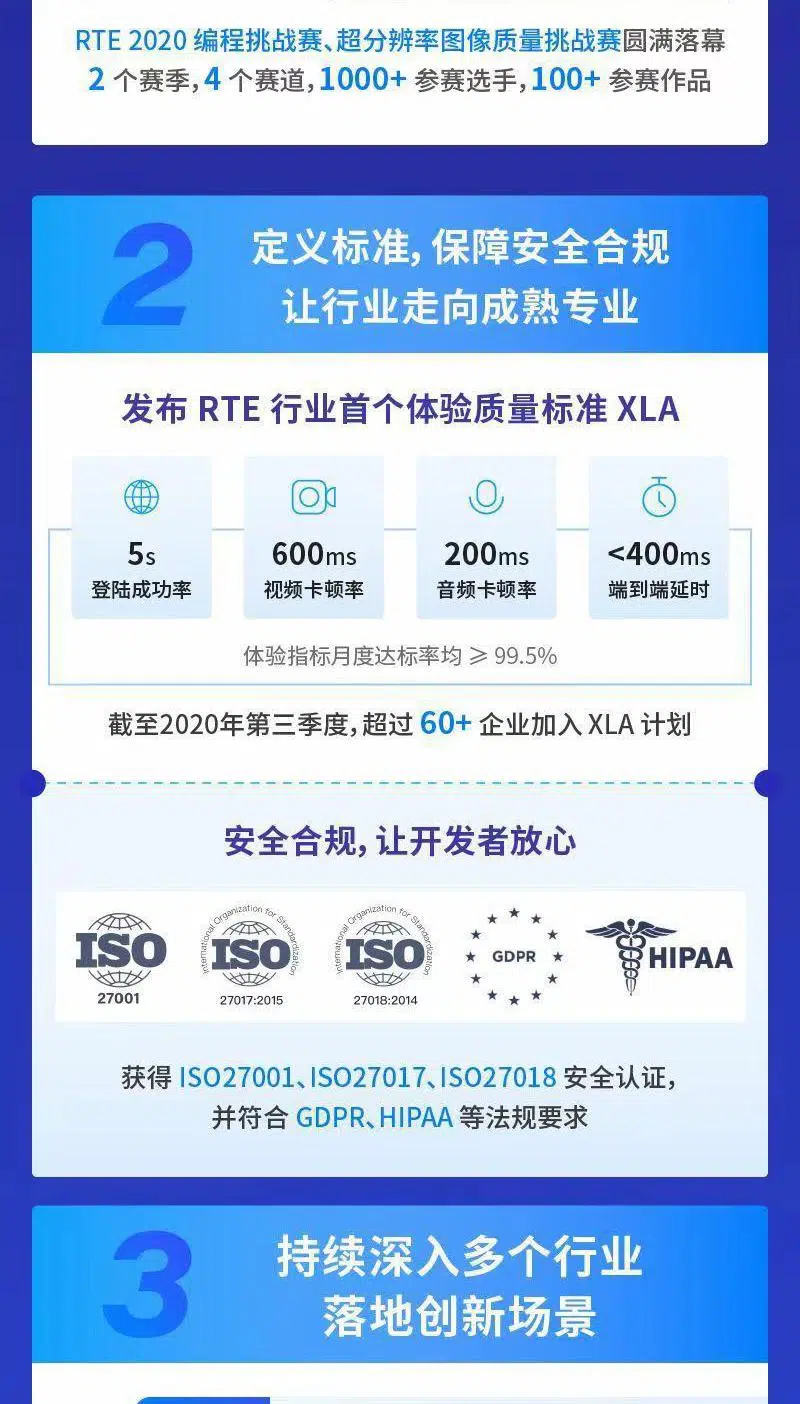 RTE 2020 编程挑战赛、超分辨率图像质量挑战赛圆满落幕
2 个赛季，4 个赛道，1000+ 参赛选手，100+ 参赛作品
2
定义标准，保障安全合规
让行业走向成熟专业
发布 RTE 行业首个体验质量标准 XLA
5s
登陆成功率
600ms
视频卡顿率
200ms
音频卡顿率
<400ms
端到端延时
体验指标月度达标率均 ≥ 99.5%
截至2020年第三季度，超过 60+ 企业加入 XLA 计划
安全合规，让开发者放心
ISO
27001
International Organization for Standardization
ISO
27017:2015
International Organization for Standardization
ISO
27018:2014
GDPR
HIPAA
获得 ISO27001、ISO27017、ISO27018 安全认证，
并符合 GDPR、HIPAA 等法规要求
3
持续深入多个行业
落地创新场景